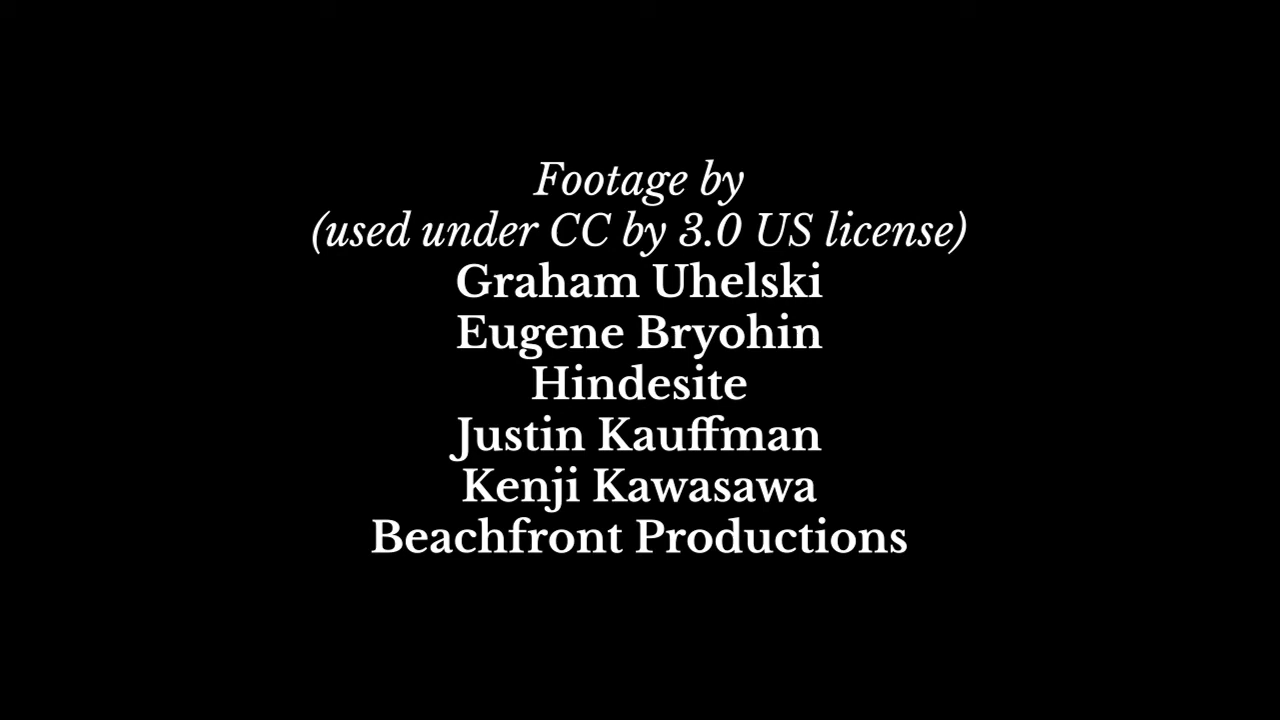 Footage by
(used under CC by 3.0 US license)
Graham Uhelski
Eugene Bryohin
Hindesite
Justin Kauffman
Kenji Kawasawa
Beachfront Productions